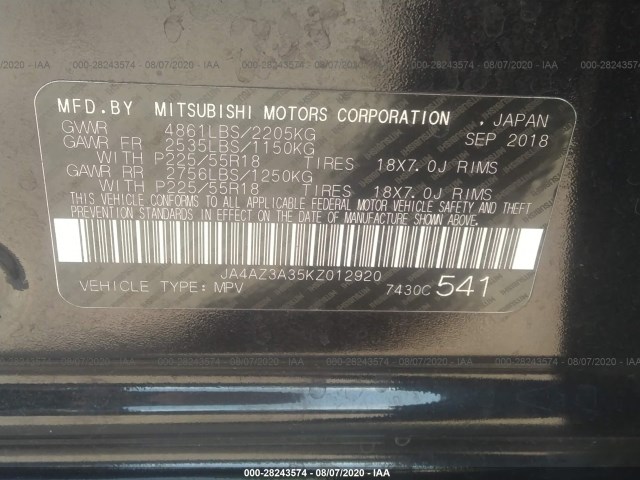 000-28243574 - 08/07/2020 - IAA
MFD.BY MITSUBISHI MOTORS CORPORATION . JAPAN
GVWR 4861LBS/2205KG SEP 2018
GAWR FR 2535LBS/1150KG
WITH P225/55R18 TIRES 18X7.0J RIMS
GAWR RR 2756LBS/1250KG
WITH P225/55R18 TIRES 18X7.0J RIMS
THIS VEHICLE CONFORMS TO ALL APPLICABLE FEDERAL MOTOR VEHICLE SAFETY AND THEFT
PREVENTION STANDARDS IN EFFECT ON THE DATE OF MANUFACTURE SHOWN ABOVE.
JA4AZ3A35KZ012920
VEHICLE TYPE: MPV 7430C 541
000-28243574 - 08/07/2020 - IAA